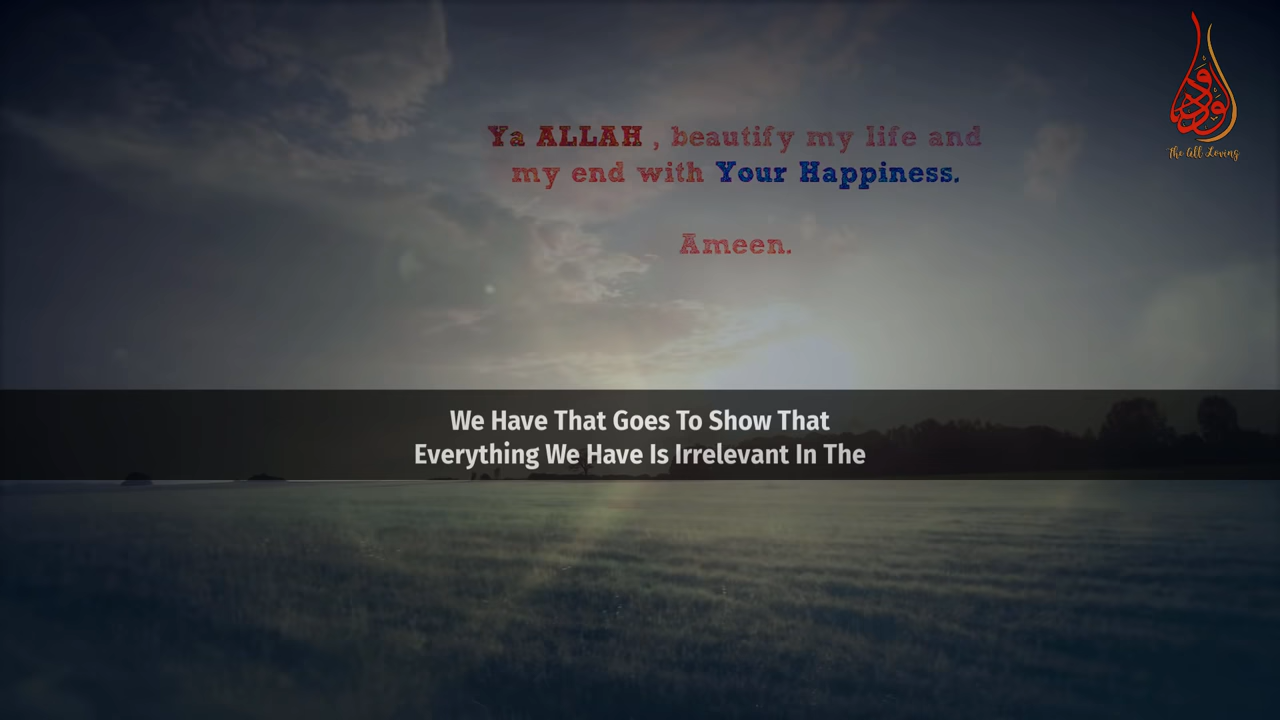 Ya ALLAH , beautify my life and
my end with Your Happiness.
Ameen.
الودود
The All Loving
We Have That Goes To Show That
Everything We Have Is Irrelevant In The